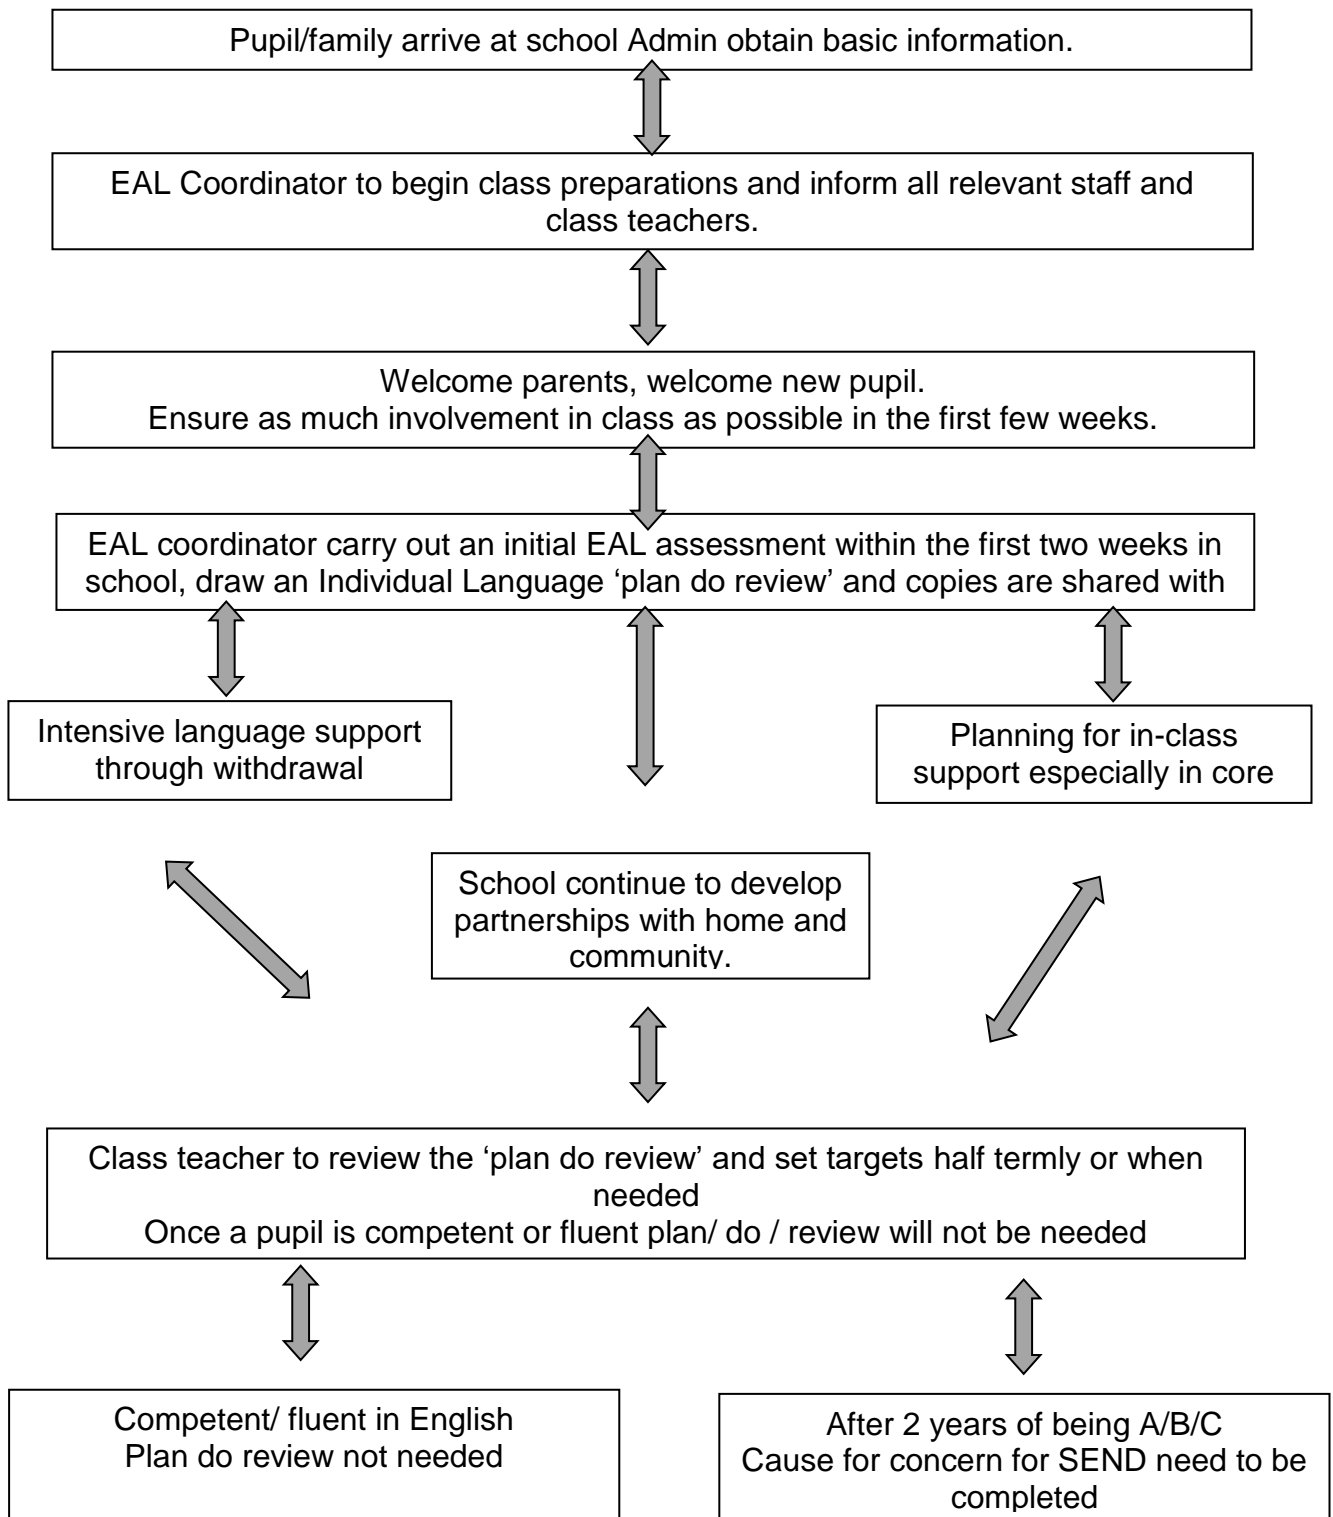 Pupil/family arrive at school Admin obtain basic information.
EAL Coordinator to begin class preparations and inform all relevant staff and
class teachers.
Welcome parents, welcome new pupil.
Ensure as much involvement in class as possible in the first few weeks.
EAL coordinator carry out an initial EAL assessment within the first two weeks in
school, draw an Individual Language ‘plan do review’ and copies are shared with
Intensive language support
through withdrawal
Planning for in-class
support especially in core
School continue to develop
partnerships with home and
community.
Class teacher to review the ‘plan do review’ and set targets half termly or when
needed
Once a pupil is competent or fluent plan/ do / review will not be needed
Competent/ fluent in English
Plan do review not needed
After 2 years of being A/B/C
Cause for concern for SEND need to be
completed